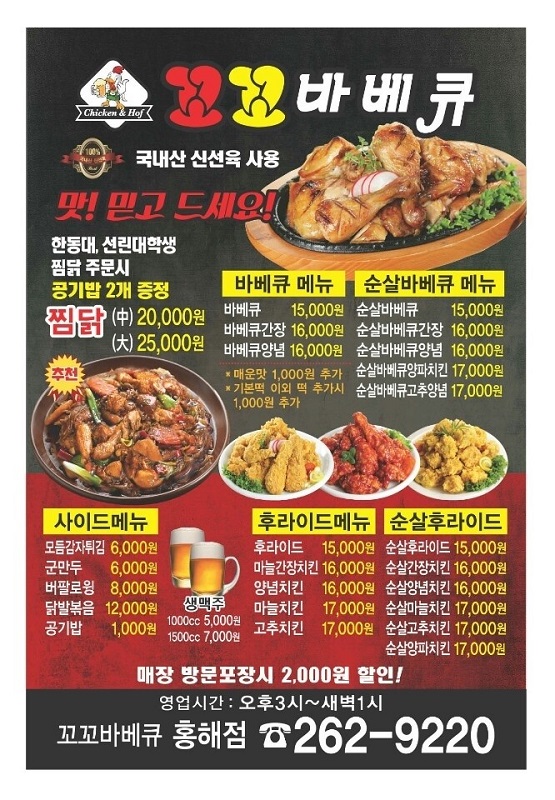 Chicken & Hof
꼬꼬바베큐
100%
국내산 신선육 사용
맛! 믿고 드세요!
한동대, 선린대학생
찜닭 주문시
공기밥 2개 증정
찜닭 (中) 20,000원
(大) 25,000원
추천
바베큐 메뉴
바베큐 15,000원
바베큐간장 16,000원
바베큐양념 16,000원
* 매운맛 1,000원 추가
* 기본떡 이외 떡 추가시
1,000원 추가
순살바베큐 메뉴
순살바베큐 15,000원
순살바베큐간장 16,000원
순살바베큐양념 16,000원
순살바베큐양파치킨 17,000원
순살바베큐고추양념 17,000원
사이드메뉴
모듬감자튀김 6,000원
군만두 6,000원
버팔로윙 8,000원
닭발볶음 12,000원
공기밥 1,000원
생맥주
1000cc 5,000원
1500cc 7,000원
후라이드메뉴
후라이드 15,000원
마늘간장치킨 16,000원
양념치킨 16,000원
마늘치킨 17,000원
고추치킨 17,000원
순살후라이드
순살후라이드 15,000원
순살간장치킨 16,000원
순살양념치킨 16,000원
순살마늘치킨 17,000원
순살고추치킨 17,000원
순살양파치킨 17,000원
매장 방문포장시 2,000원 할인!
영업시간 : 오후3시~새벽1시
꼬꼬바베큐 홍해점 ☎262-9220